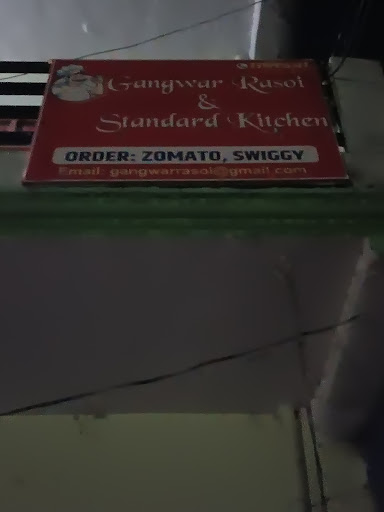 Gangwar Rasoi
&
Standard Kitchen
ORDER: ZOMATO, SWIGGY
Email: gangwarrasoi@gmail.com